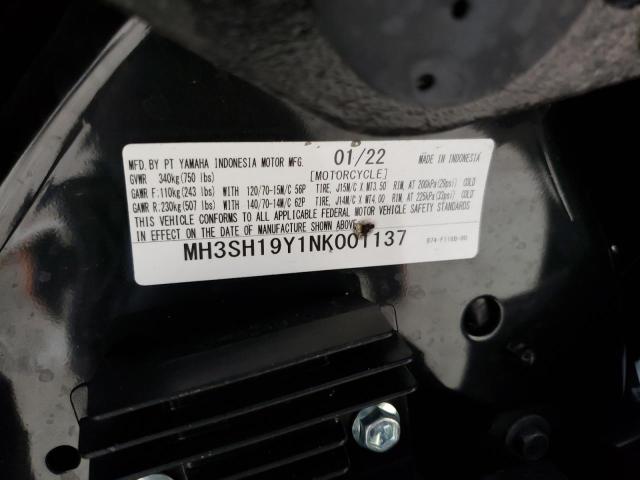 MFD.BY PT YAMAHA INDONESIA MOTOR MFG. 01/22 MADE IN INDONESIA
GVWR 340kg(750 lbs) [MOTORCYCLE]
GAWR F:110kg(243 lbs) WITH 120/70-15M/C 56P TIRE, J15M/C X MT3.50 RIM, AT 200kPa(29psi) COLD
GAWR R:230kg(507 lbs) WITH 140/70-14M/C 62P TIRE, J14M/C X MT4.00 RIM, AT 225kPa(33psi) COLD
THIS VEHICLE CONFORMS TO ALL APPLICABLE FEDERAL MOTOR VEHICLE SAFETY STANDARDS
IN EFFECT ON THE DATE OF MANUFACTURE SHOWN ABOVE.
MH3SH19Y1NK001137